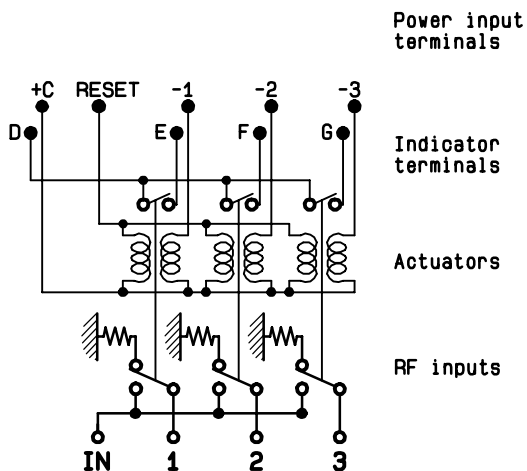 Power input
terminals
+C RESET -1 -2 -3
D E F G
Indicator
terminals
Actuators
RF inputs
IN 1 2 3